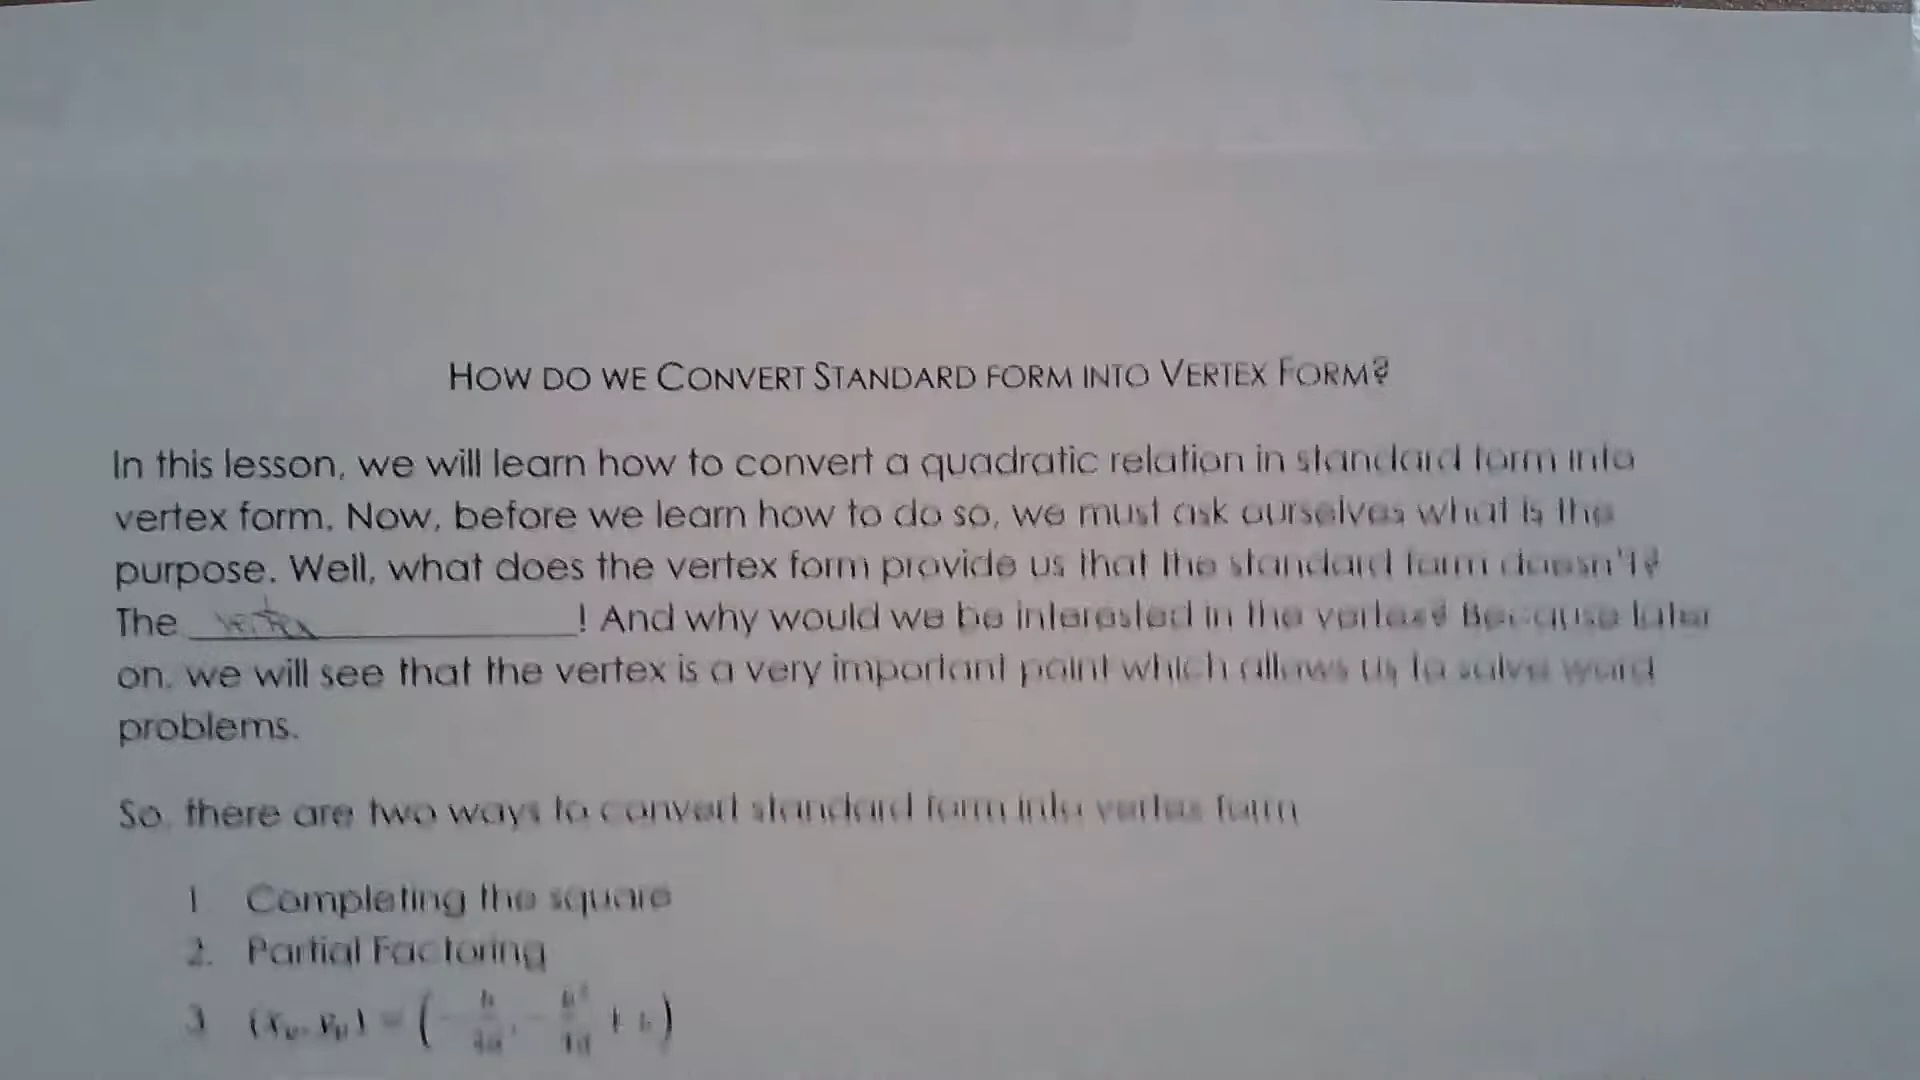 HOW DO WE CONVERT STANDARD FORM INTO VERTEX FORM?
In this lesson, we will learn how to convert a quadratic relation in standard form into
vertex form. Now, before we learn how to do so, we must ask ourselves what is the
purpose. Well, what does the vertex form provide us that the standard form doesn't?
The vertex! And why would we be interested in the vertex? Because later
on, we will see that the vertex is a very important point which allows us to solve word
problems.
So, there are two ways to convert standard form into vertex form
1. Completing the square
2. Partial Factoring
3. (xᵥ, yᵥ) = (-b/2a, -b²/4a + c)